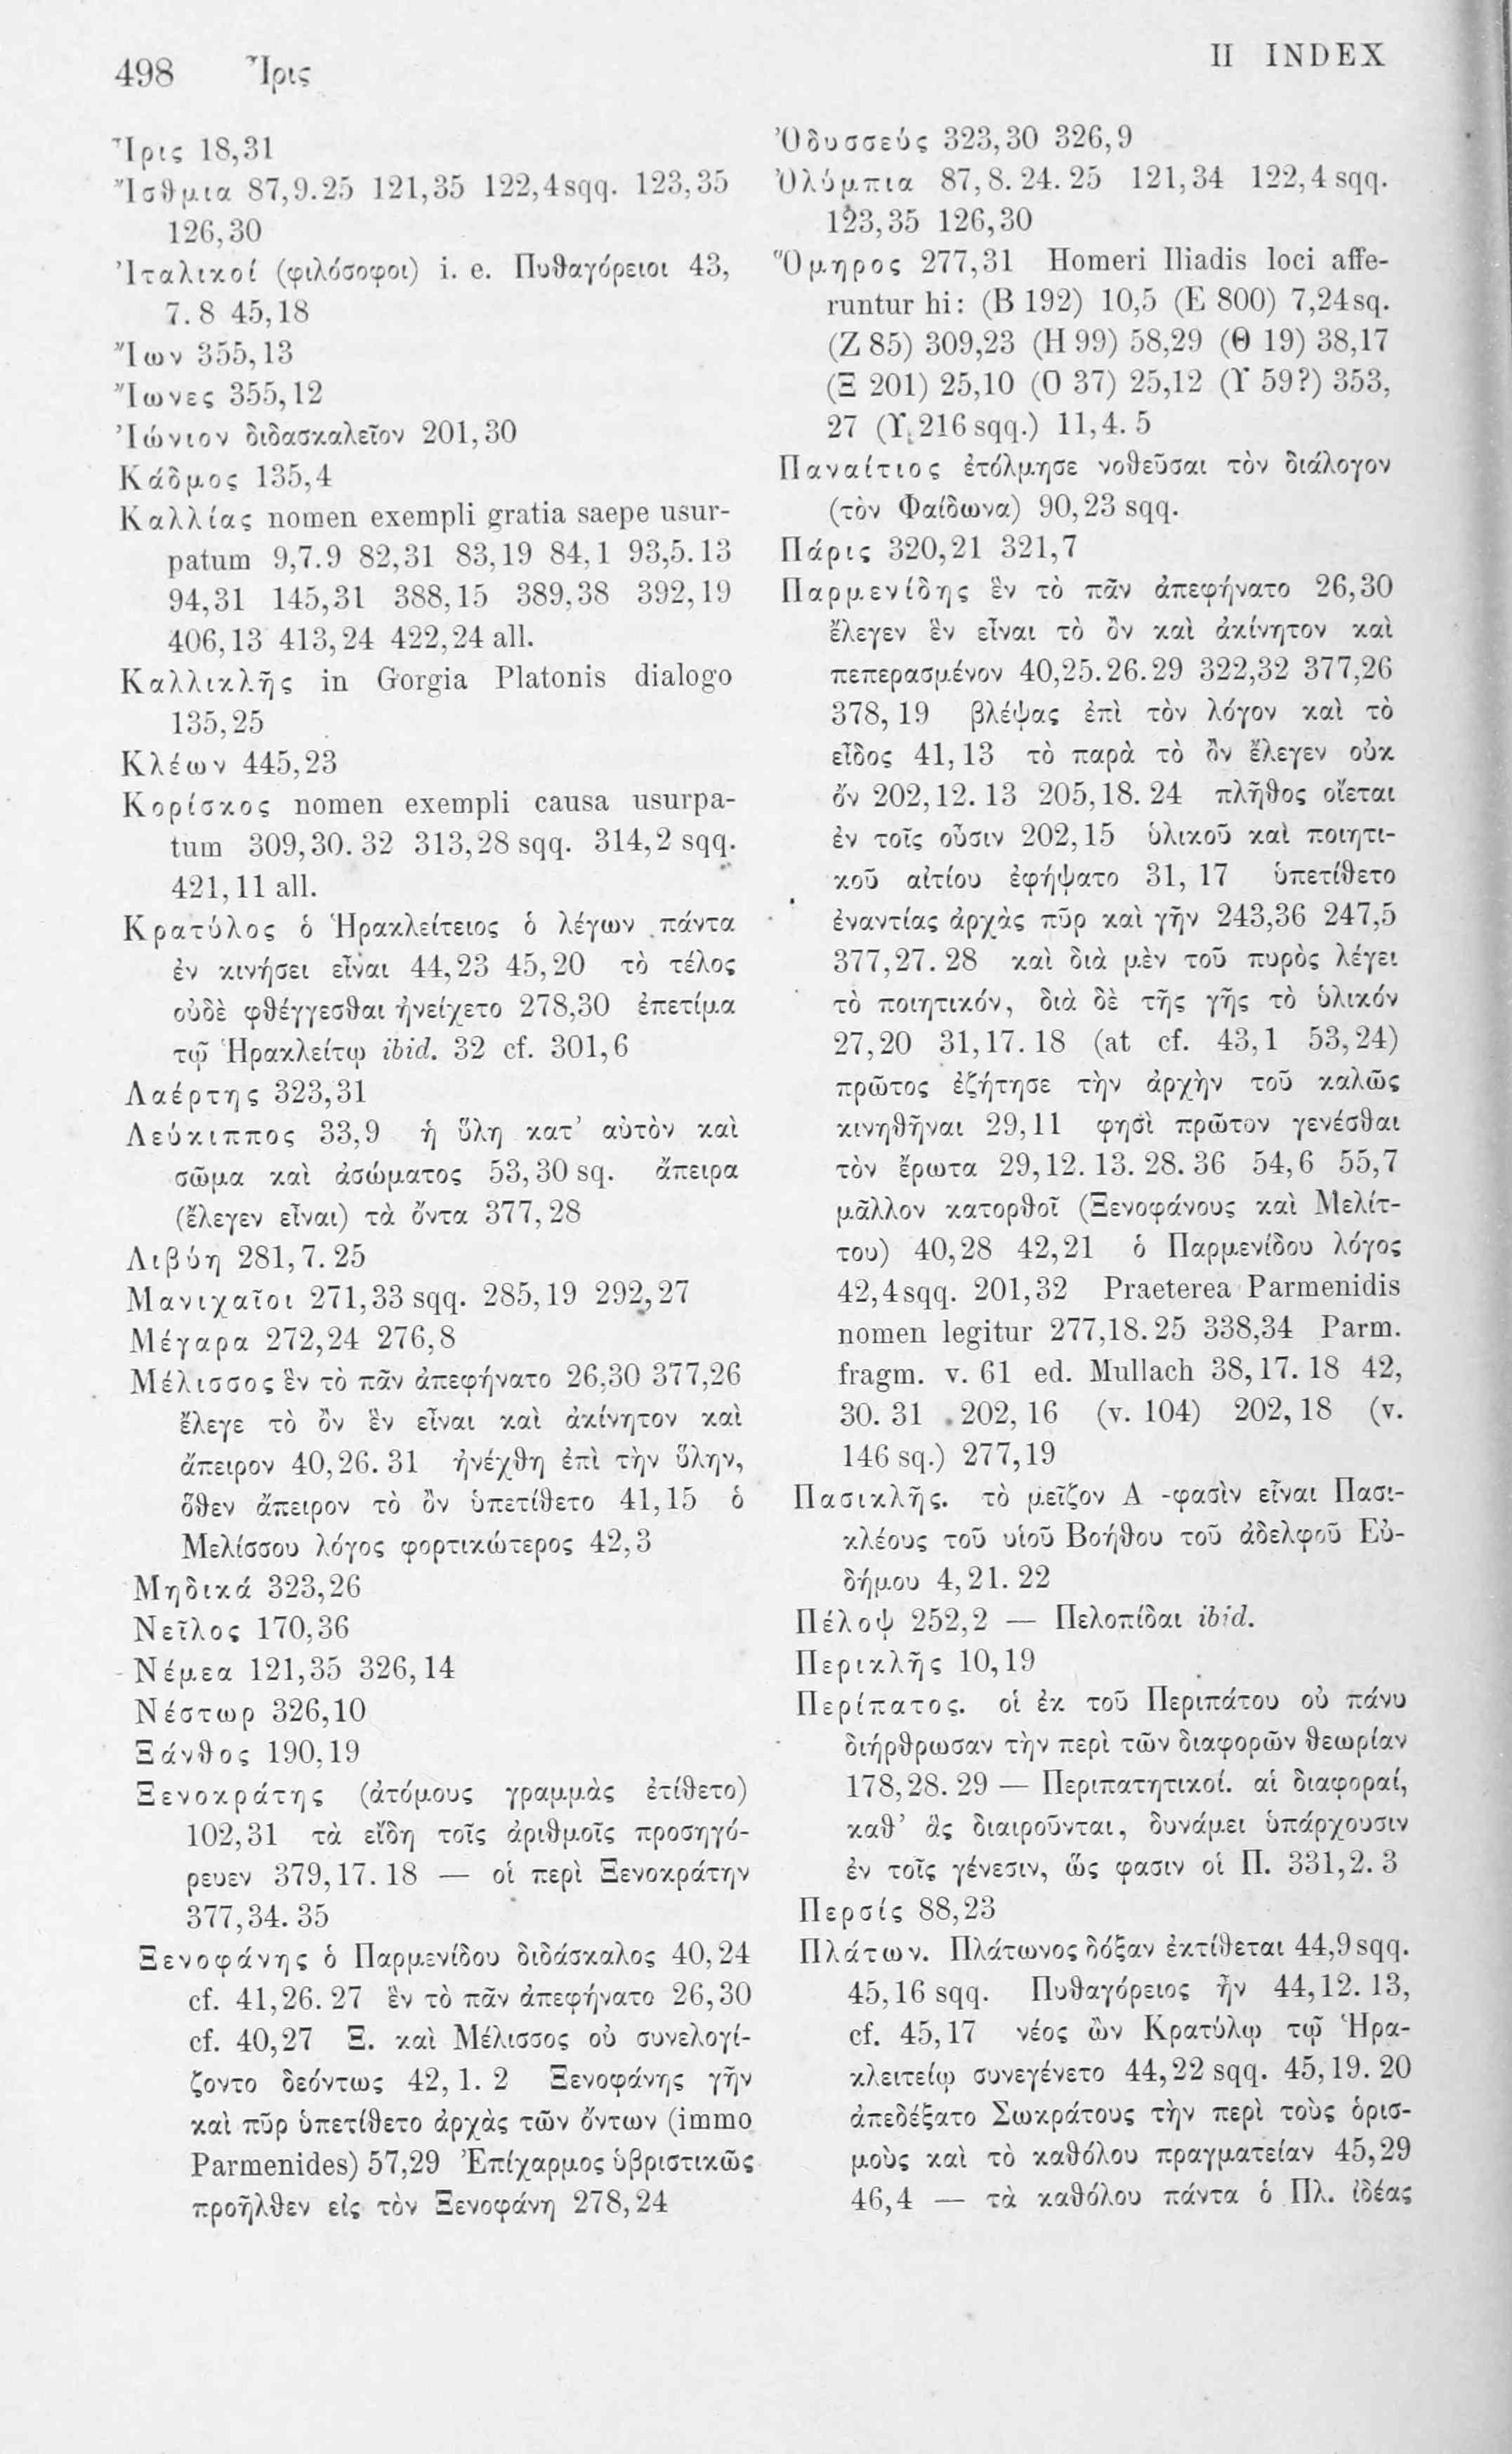 498 Ἶρις
II INDEX
Ἶρις 18,31
Ἴσθμια 87,9.25 121,35 122,4sqq. 123,35
126,30
Ἰταλικοί (φιλόσοφοι) i. e. Πυθαγόρειοι 43,
7. 8 45,18
Ἴων 355,13
Ἴωνες 355,12
Ἰώνιον διδασκαλεῖον 201,30
Κάδμος 135,4
Καλλίας nomen exempli gratia saepe usur-
patum 9,7.9 82,31 83,19 84,1 93,5.13
94,31 145,31 388,15 389,38 392,19
406,13 413,24 422,24 all.
Καλλικλῆς in Gorgia Platonis dialogo
135,25
Κλέων 445,23
Κορίσκος nomen exempli causa usurpa-
tum 309,30. 32 313,28 sqq. 314,2 sqq.
421,11 all.
Κρατύλος ὁ Ἡρακλείτειος ὁ λέγων πάντα
ἐν κινήσει εἶναι 44,23 45,20 τὸ τέλος
οὐδὲ φθέγγεσθαι ἠνείχετο 278,30 ἐπετίμα
τῷ Ἡρακλείτῳ ibid. 32 cf. 301,6
Λαέρτης 323,31
Λεύκιππος 33,9 ἡ ὕλη κατ’ αὐτὸν καὶ
σῶμα καὶ ἀσώματος 53,30 sq. ἄπειρα
(ἔλεγεν εἶναι) τὰ ὄντα 377,28
Λιβύη 281,7. 25
Μανιχαῖοι 271,33 sqq. 285,19 292,27
Μέγαρα 272,24 276,8
Μέλισσος ἓν τὸ πᾶν ἀπεφήνατο 26,30 377,26
ἔλεγε τὸ ὂν ἓν εἶναι καὶ ἀκίνητον καὶ
ἄπειρον 40,26. 31 ἠνέχθη ἐπὶ τὴν ὕλην,
ὅθεν ἄπειρον τὸ ὂν ὑπετίθετο 41,15 ὁ
Μελίσσου λόγος φορτικώτερος 42,3
Μηδικά 323,26
Νεῖλος 170,36
Νέμεα 121,35 326,14
Νέστωρ 326,10
Ξάνθος 190,19
Ξενοκράτης (ἀτόμους γραμμὰς ἐτίθετο)
102,31 τὰ εἴδη τοῖς ἀριθμοῖς προσηγό-
ρευεν 379,17. 18 — οἱ περὶ Ξενοκράτην
377,34. 35
Ξενοφάνης ὁ Παρμενίδου διδάσκαλος 40,24
cf. 41,26. 27 ἓν τὸ πᾶν ἀπεφήνατο 26,30
cf. 40,27 Ξ. καὶ Μέλισσος οὐ συνελογί-
ζοντο δεόντως 42, 1. 2 Ξενοφάνης γῆν
καὶ πῦρ ὑπετίθετο ἀρχὰς τῶν ὄντων (immo
Parmenides) 57,29 Ἐπίχαρμος ὑβριστικῶς
προῆλθεν εἰς τὸν Ξενοφάνη 278,24
Ὀδυσσεύς 323,30 326,9
Ὀλύμπια 87,8. 24. 25 121,34 122,4 sqq.
123,35 126,30
Ὅμηρος 277,31 Homeri Iliadis loci affe-
runtur hi: (Β 192) 10,5 (Ε 800) 7,24sq.
(Ζ 85) 309,23 (Η 99) 58,29 (Θ 19) 38,17
(Ξ 201) 25,10 (Ο 37) 25,12 (Υ 59?) 353,
27 (Υ 216 sqq.) 11,4. 5
Παναίτιος ἐτόλμησε νοθεῦσαι τὸν διάλογον
(τὸν Φαίδωνα) 90,23 sqq.
Πάρις 320,21 321,7
Παρμενίδης ἓν τὸ πᾶν ἀπεφήνατο 26,30
ἔλεγεν ἓν εἶναι τὸ ὂν καὶ ἀκίνητον καὶ
πεπερασμένον 40,25.26.29 322,32 377,26
378, 19 βλέψας ἐπὶ τὸν λόγον καὶ τὸ
εἶδος 41,13 τὸ παρὰ τὸ ὂν ἔλεγεν οὐκ
ὄν 202,12. 13 205,18. 24 πλῆθος οἴεται
ἐν τοῖς οὖσιν 202,15 ὑλικοῦ καὶ ποιητι-
κοῦ αἰτίου ἐφήψατο 31, 17 ὑπετίθετο
ἐναντίας ἀρχὰς πῦρ καὶ γῆν 243,36 247,5
377,27. 28 καὶ διὰ μὲν τοῦ πυρὸς λέγει
τὸ ποιητικόν, διὰ δὲ τῆς γῆς τὸ ὑλικόν
27,20 31,17. 18 (at cf. 43,1 53,24)
πρῶτος ἐζήτησε τὴν ἀρχὴν τοῦ καλῶς
κινηθῆναι 29,11 φησὶ πρῶτον γενέσθαι
τὸν ἔρωτα 29,12. 13. 28. 36 54,6 55,7
μᾶλλον κατορθοῖ (Ξενοφάνους καὶ Μελίτ-
του) 40,28 42,21 ὁ Παρμενίδου λόγος
42,4sqq. 201,32 Praeterea Parmenidis
nomen legitur 277,18. 25 338,34 Parm.
fragm. v. 61 ed. Mullach 38,17. 18 42,
30. 31 202, 16 (v. 104) 202,18 (v.
146 sq.) 277,19
Πασικλῆς. τὸ μεῖζον Α φασὶν εἶναι Πασι-
κλέους τοῦ υἱοῦ Βοήθου τοῦ ἀδελφοῦ Εὐ-
δήμου 4,21. 22
Πέλοψ 252,2 — Πελοπίδαι ibid.
Περικλῆς 10,19
Περίπατος. οἱ ἐκ τοῦ Περιπάτου οὐ πάνυ
διήρθρωσαν τὴν περὶ τῶν διαφορῶν θεωρίαν
178,28. 29 — Περιπατητικοί. αἱ διαφοραί,
καθ’ ἃς διαιροῦνται, δυνάμει ὑπάρχουσιν
ἐν τοῖς γένεσιν, ὥς φασιν οἱ Π. 331,2. 3
Περσίς 88,23
Πλάτων. Πλάτωνος δόξαν ἐκτίθεται 44,9sqq.
45,16 sqq. Πυθαγόρειος ἦν 44,12. 13,
cf. 45,17 νέος ὢν Κρατύλῳ τῷ Ἡρα-
κλειτείῳ συνεγένετο 44,22 sqq. 45,19. 20
ἀπεδέξατο Σωκράτους τὴν περὶ τοὺς ὁρισ-
μοὺς καὶ τὸ καθόλου πραγματείαν 45,29
46,4 — τὰ καθόλου πάντα ὁ Πλ. ἰδέας